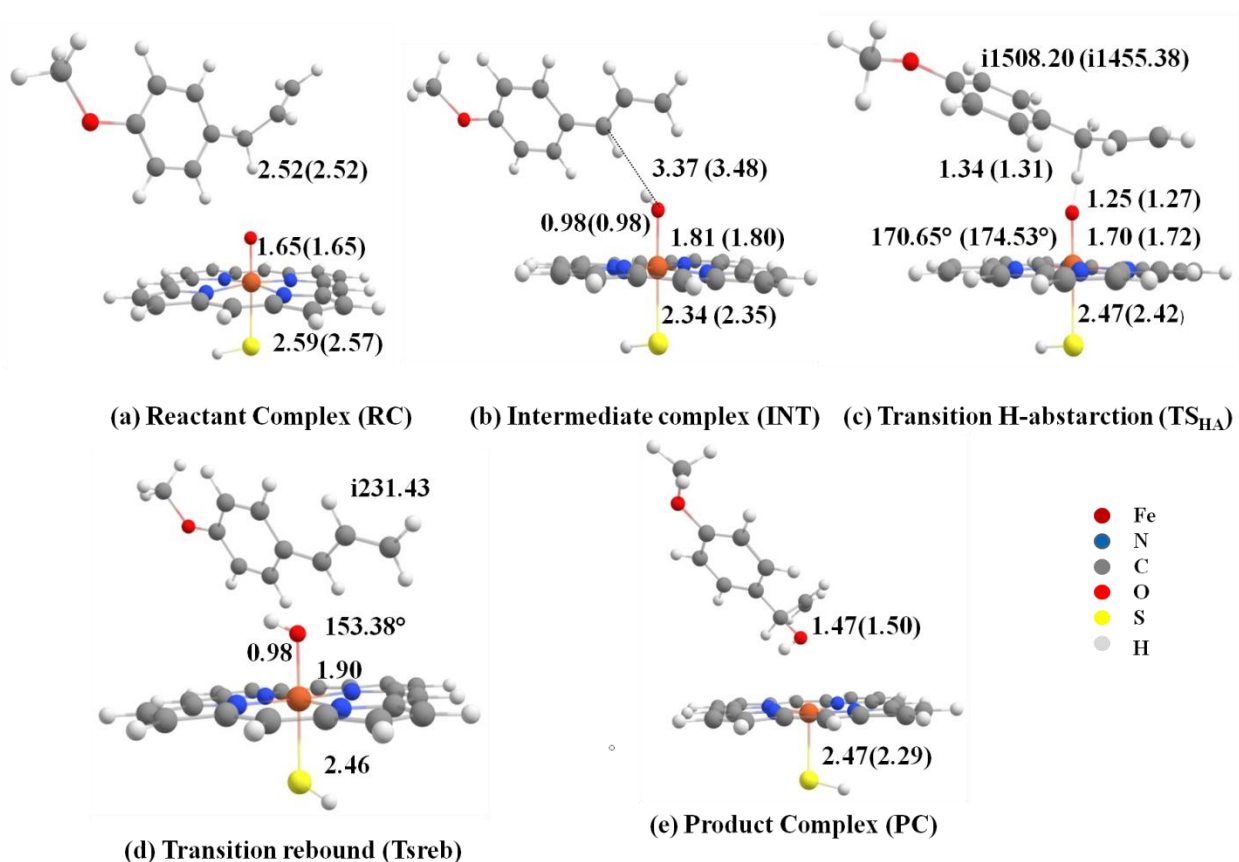 i1508.20 (i1455.38)
2.52(2.52)
3.37 (3.48)
1.34 (1.31)
1.25 (1.27)
1.65(1.65)
0.98(0.98)
1.81 (1.80)
170.65° (174.53°)
1.70 (1.72)
2.59(2.57)
2.34 (2.35)
2.47(2.42)
(a) Reactant Complex (RC)
(b) Intermediate complex (INT)
(c) Transition H-abstarction (TSHA)
i231.43
153.38°
0.98
1.90
2.46
1.47(1.50)
2.47(2.29)
Fe
N
C
O
S
H
(d) Transition rebound (Tsreb)
(e) Product Complex (PC)